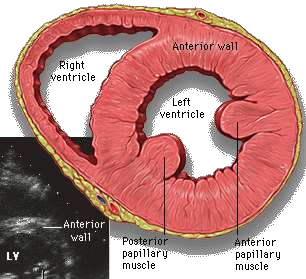 Anterior wall
Right
ventricle
Left
ventricle
Anterior
wall
LV
Posterior
papillary
muscle
Anterior
papillary
muscle